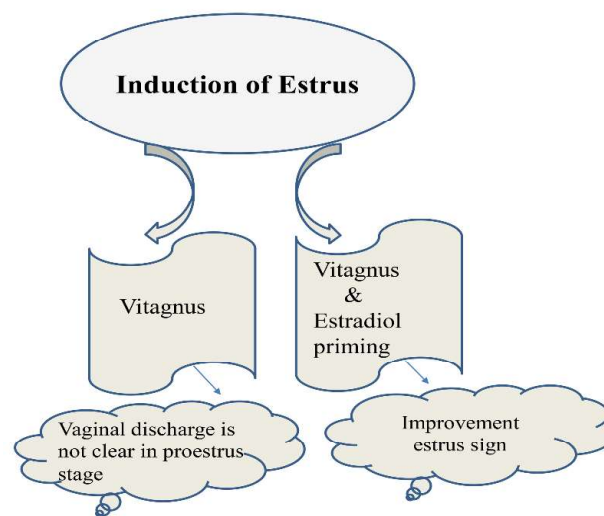 Induction of Estrus
Vitagnus
Vitagnus
&
Estradiol
priming
Vaginal discharge is
not clear in proestrus
stage
Improvement
estrus sign